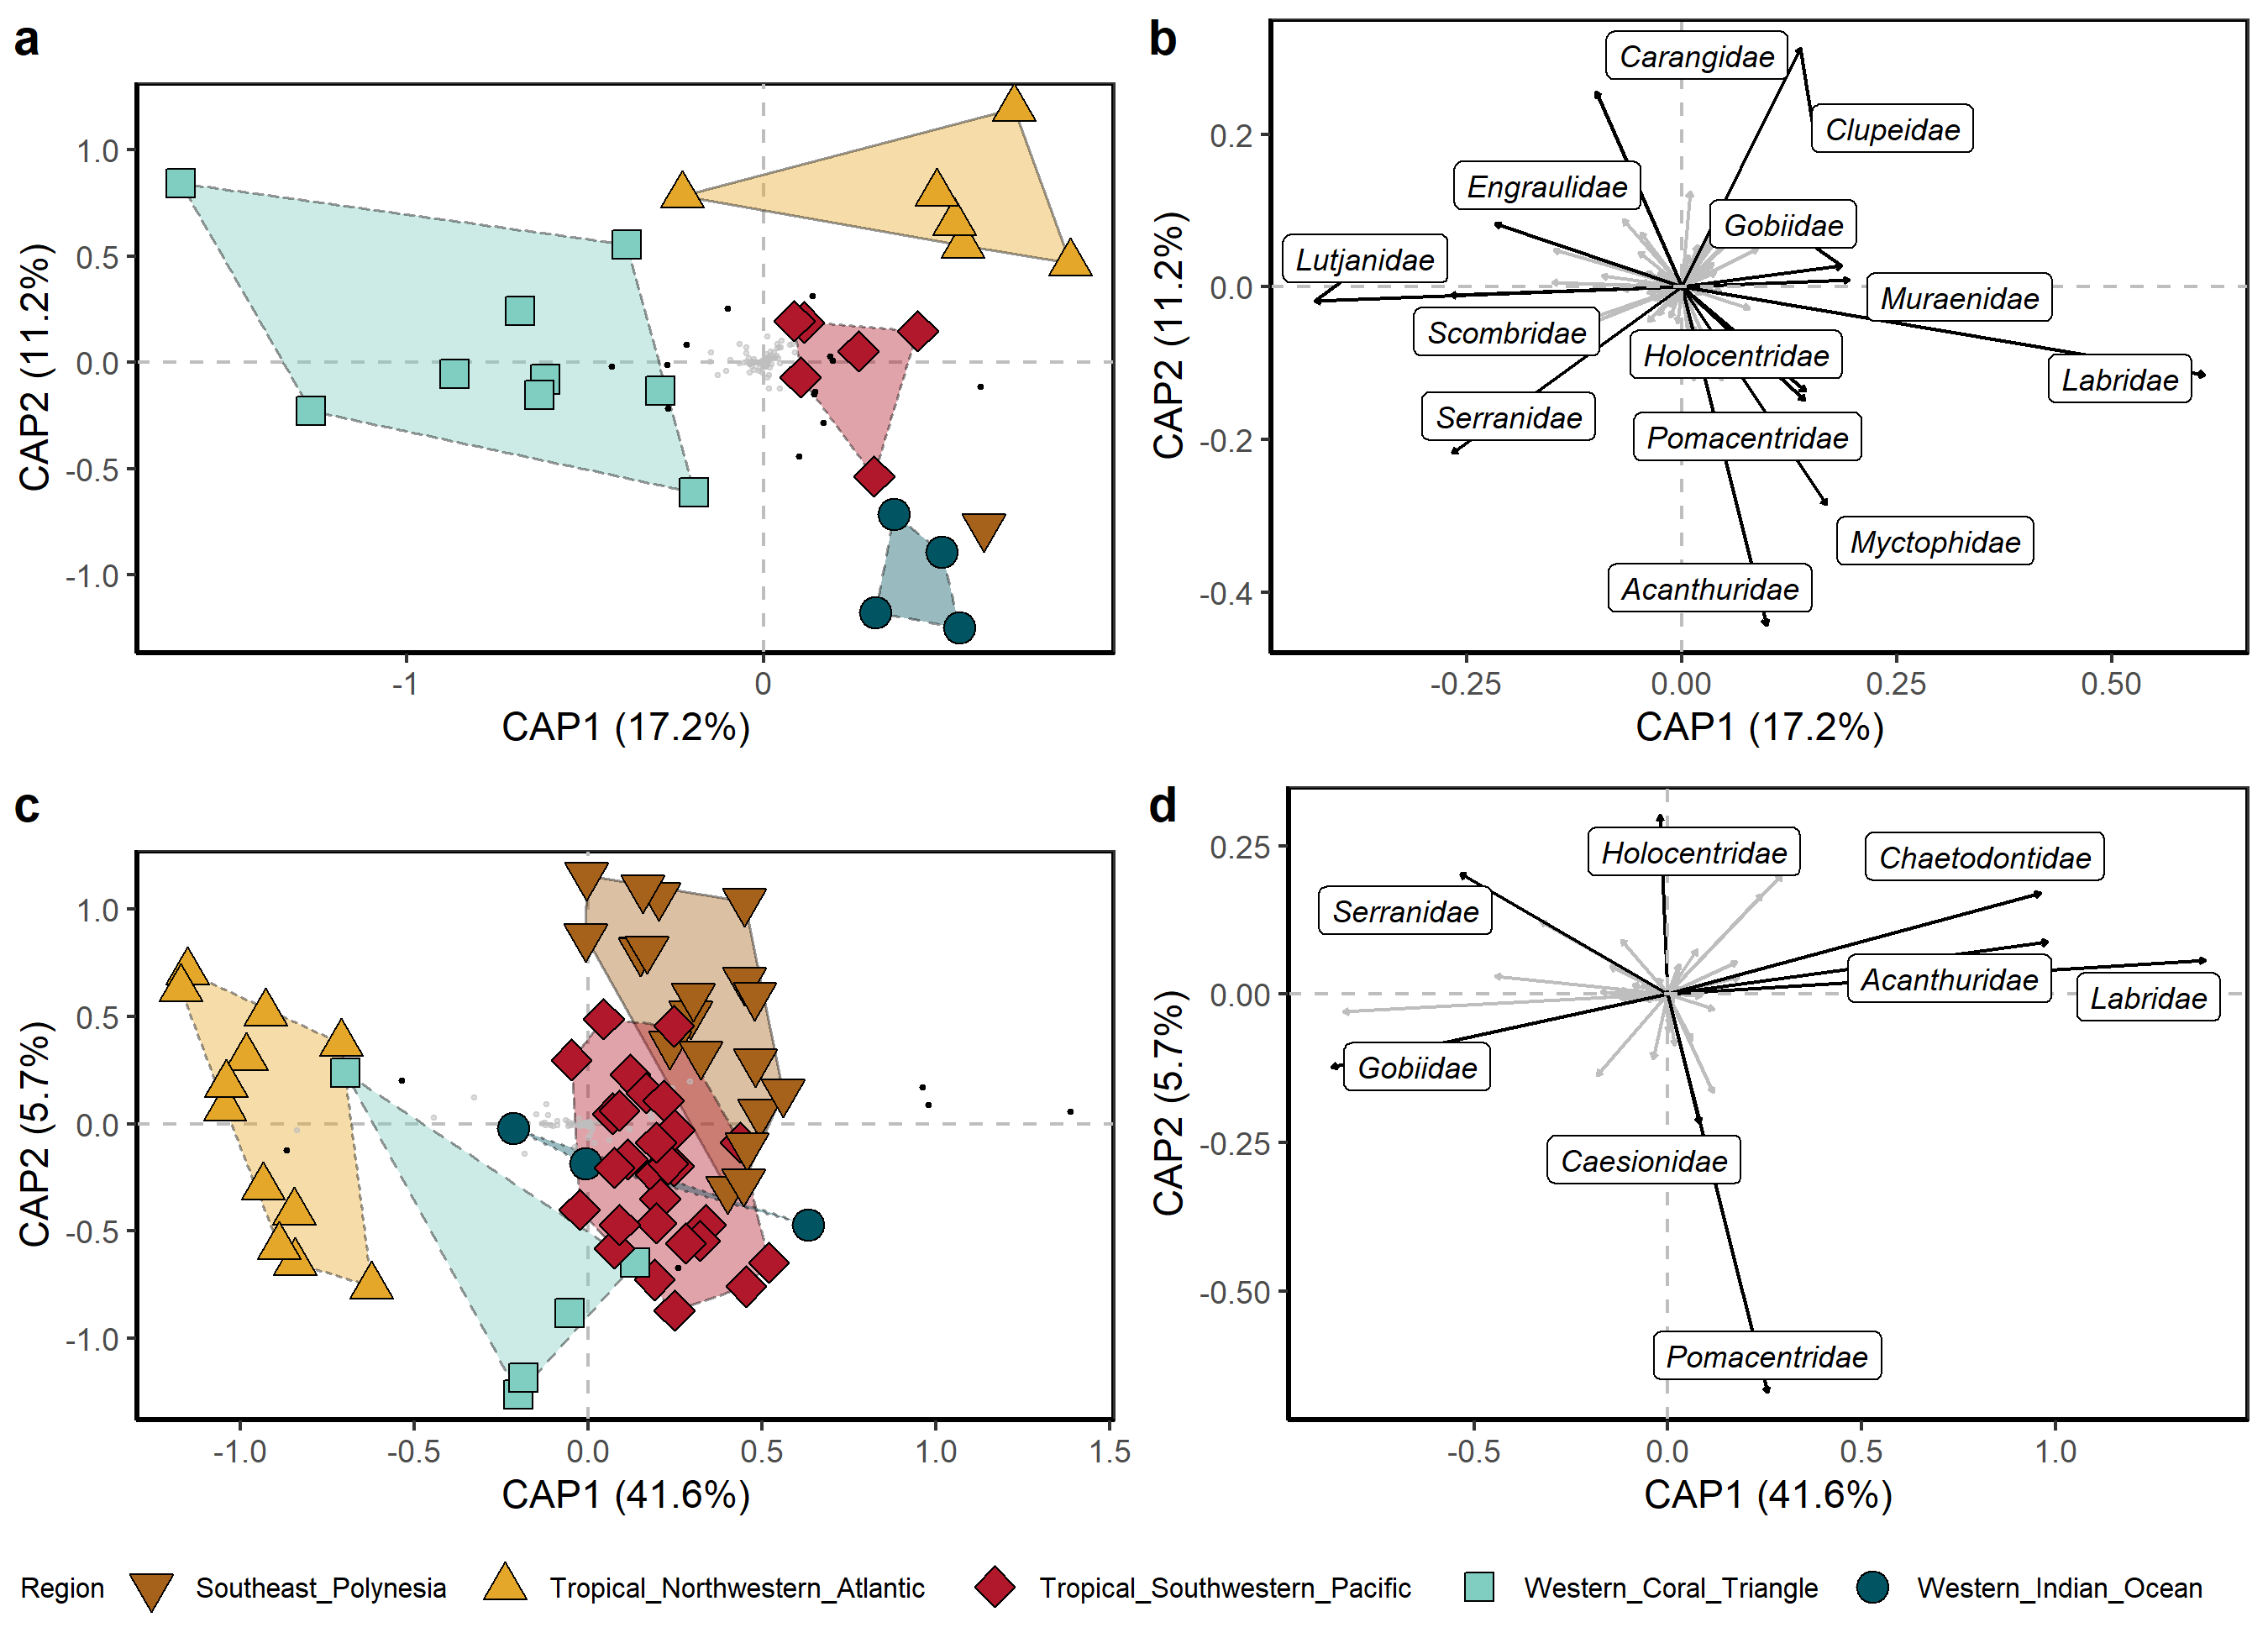 a
CAP2 (11.2%)
1.0
0.5
0.0
-0.5
-1.0
-1
0
CAP1 (17.2%)
b
CAP2 (11.2%)
0.2
0.0
-0.2
-0.4
Carangidae
Clupeidae
Engraulidae
Gobiidae
Lutjanidae
Muraenidae
Scombridae
Holocentridae
Labridae
Serranidae
Pomacentridae
Myctophidae
Acanthuridae
-0.25
0.00
0.25
0.50
CAP1 (17.2%)
c
CAP2 (5.7%)
1.0
0.5
0.0
-0.5
-1.0
-1.0
-0.5
0.0
0.5
1.0
1.5
CAP1 (41.6%)
d
CAP2 (5.7%)
0.25
0.00
-0.25
-0.50
Holocentridae
Chaetodontidae
Serranidae
Acanthuridae
Labridae
Gobiidae
Caesionidae
Pomacentridae
-0.5
0.0
0.5
1.0
CAP1 (41.6%)
Region
Southeast_Polynesia
Tropical_Northwestern_Atlantic
Tropical_Southwestern_Pacific
Western_Coral_Triangle
Western_Indian_Ocean